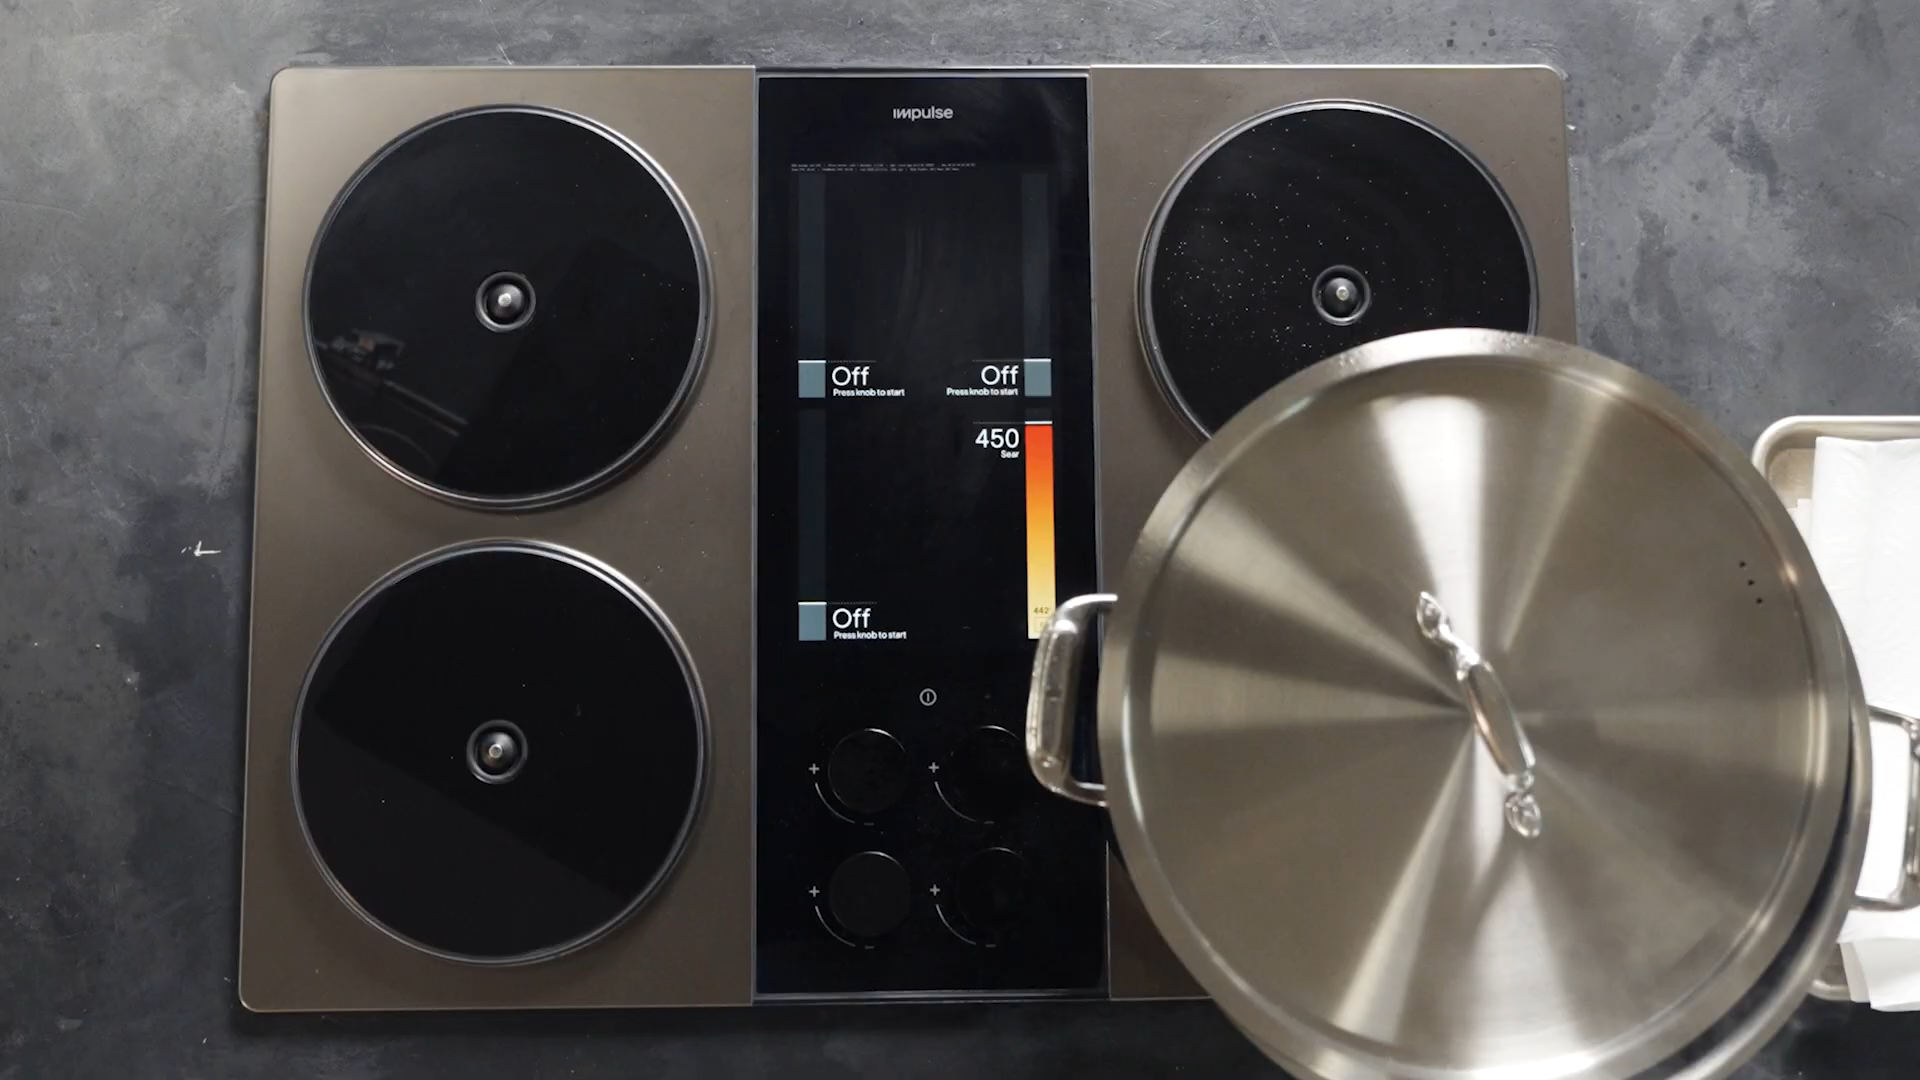 impulse
Off
Press knob to start
Off
Press knob to start
450
Sear
442°
Off
Press knob to start
+
+
+
+